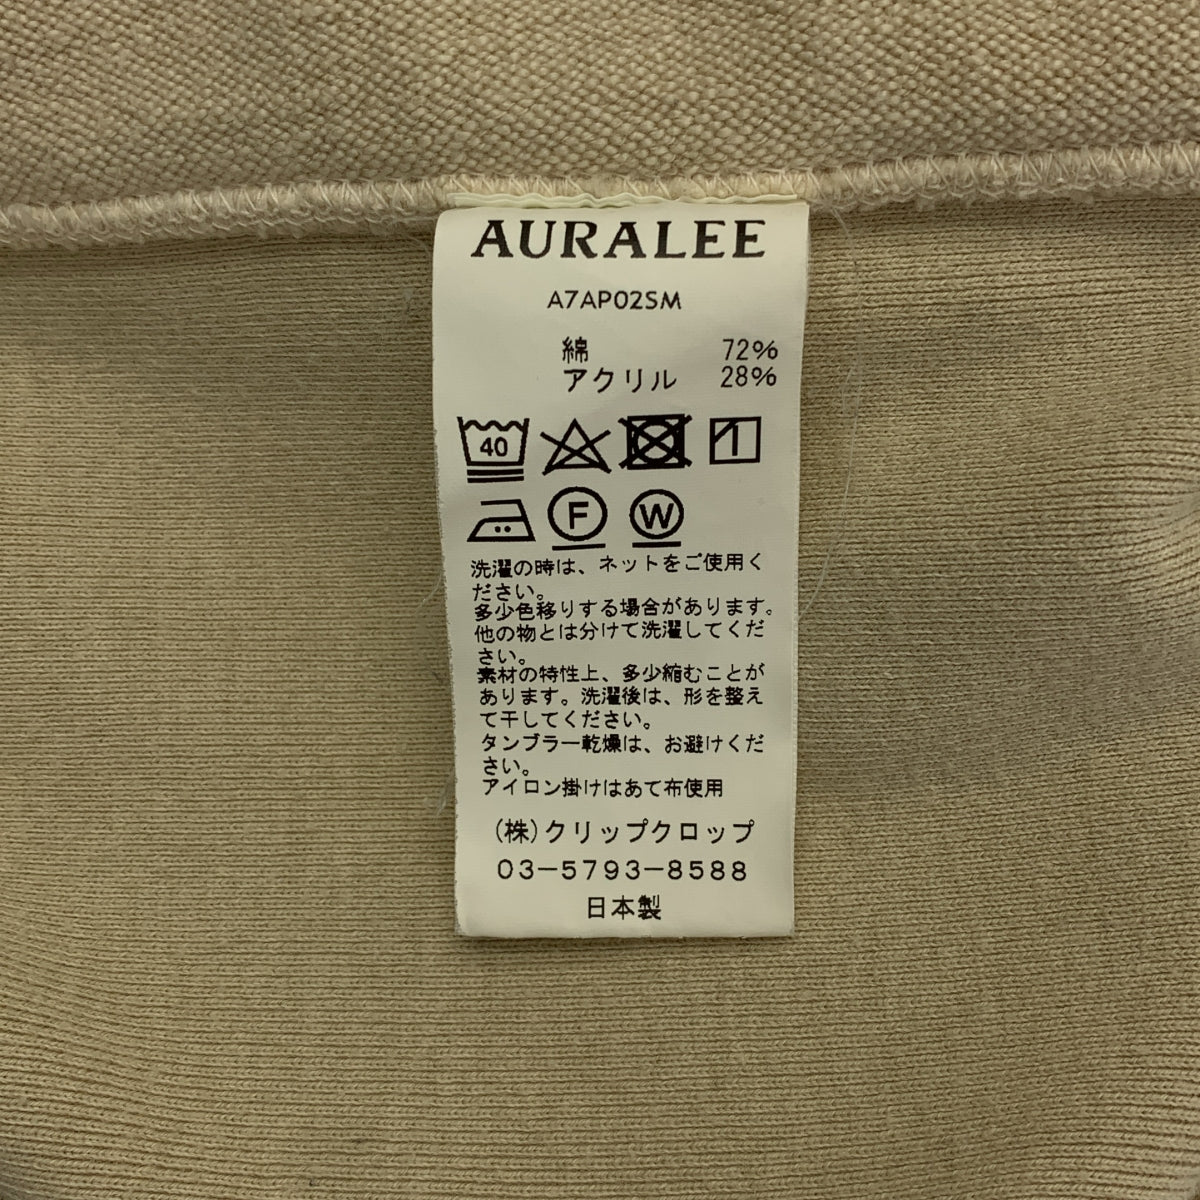 AURALEE
A7AP02SM
綿 72%
アクリル 28%
40
F W
洗濯の時は、ネットをご使用く
ださい。
多少色移りする場合があります。
他の物とは分けて洗濯してくだ
さい。
素材の特性上、多少縮むことが
あります。洗濯後は、形を整え
て干してください。
タンブラー乾燥は、お避けくだ
さい。
アイロン掛けはあて布使用
(株)クリップクロップ
03-5793-8588
日本製